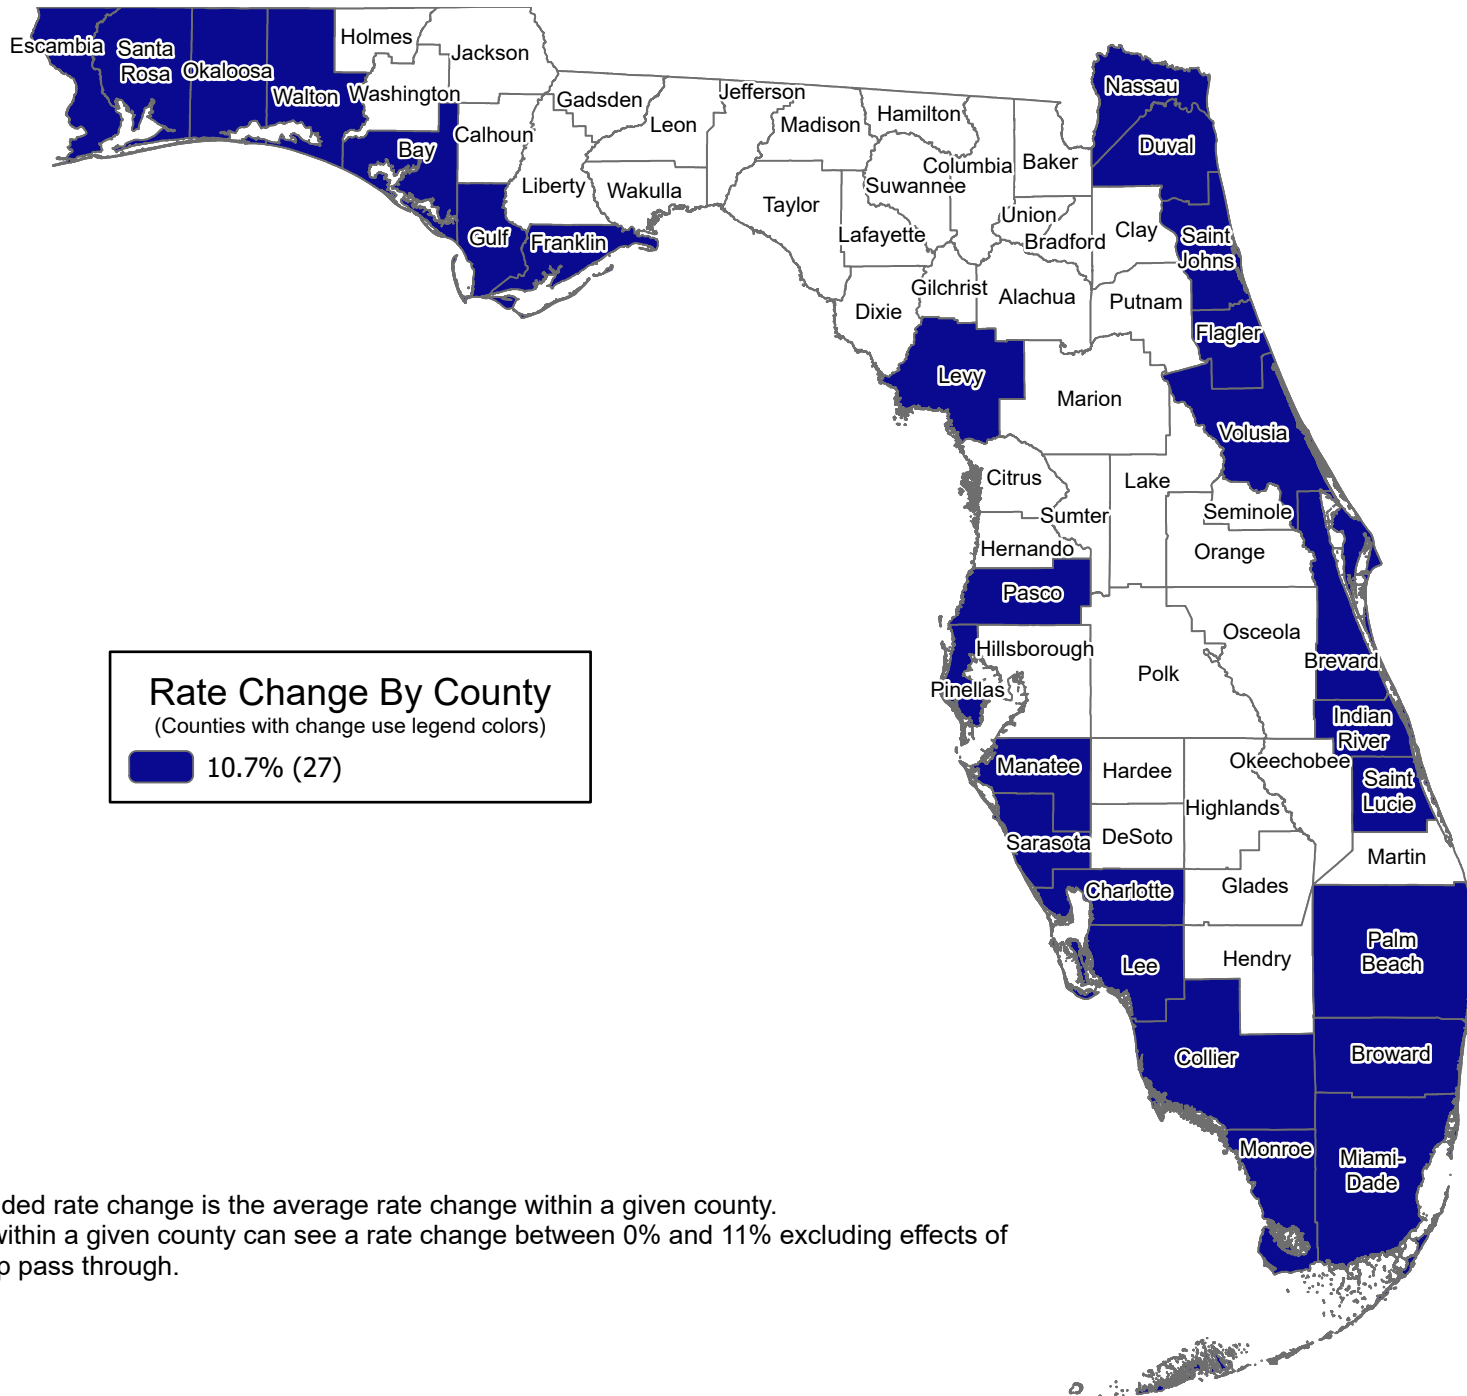 Escambia
Santa
Rosa
Okaloosa
Walton
Holmes
Jackson
Washington
Bay
Calhoun
Gulf
Franklin
Liberty
Gadsden
Leon
Wakulla
Jefferson
Madison
Taylor
Hamilton
Suwannee
Lafayette
Columbia
Baker
Union
Bradford
Dixie
Gilchrist
Alachua
Nassau
Duval
Clay
Saint
Johns
Putnam
Flagler
Levy
Marion
Volusia
Citrus
Sumter
Lake
Seminole
Orange
Hernando
Pasco
Hillsborough
Pinellas
Polk
Osceola
Brevard
Indian
River
Manatee
Hardee
Highlands
Okeechobee
Saint
Lucie
Sarasota
DeSoto
Martin
Charlotte
Glades
Lee
Hendry
Palm
Beach
Collier
Broward
Monroe
Miami-
Dade
Rate Change By County
(Counties with change use legend colors)
10.7% (27)
ded rate change is the average rate change within a given county.
within a given county can see a rate change between 0% and 11% excluding effects of
p pass through.